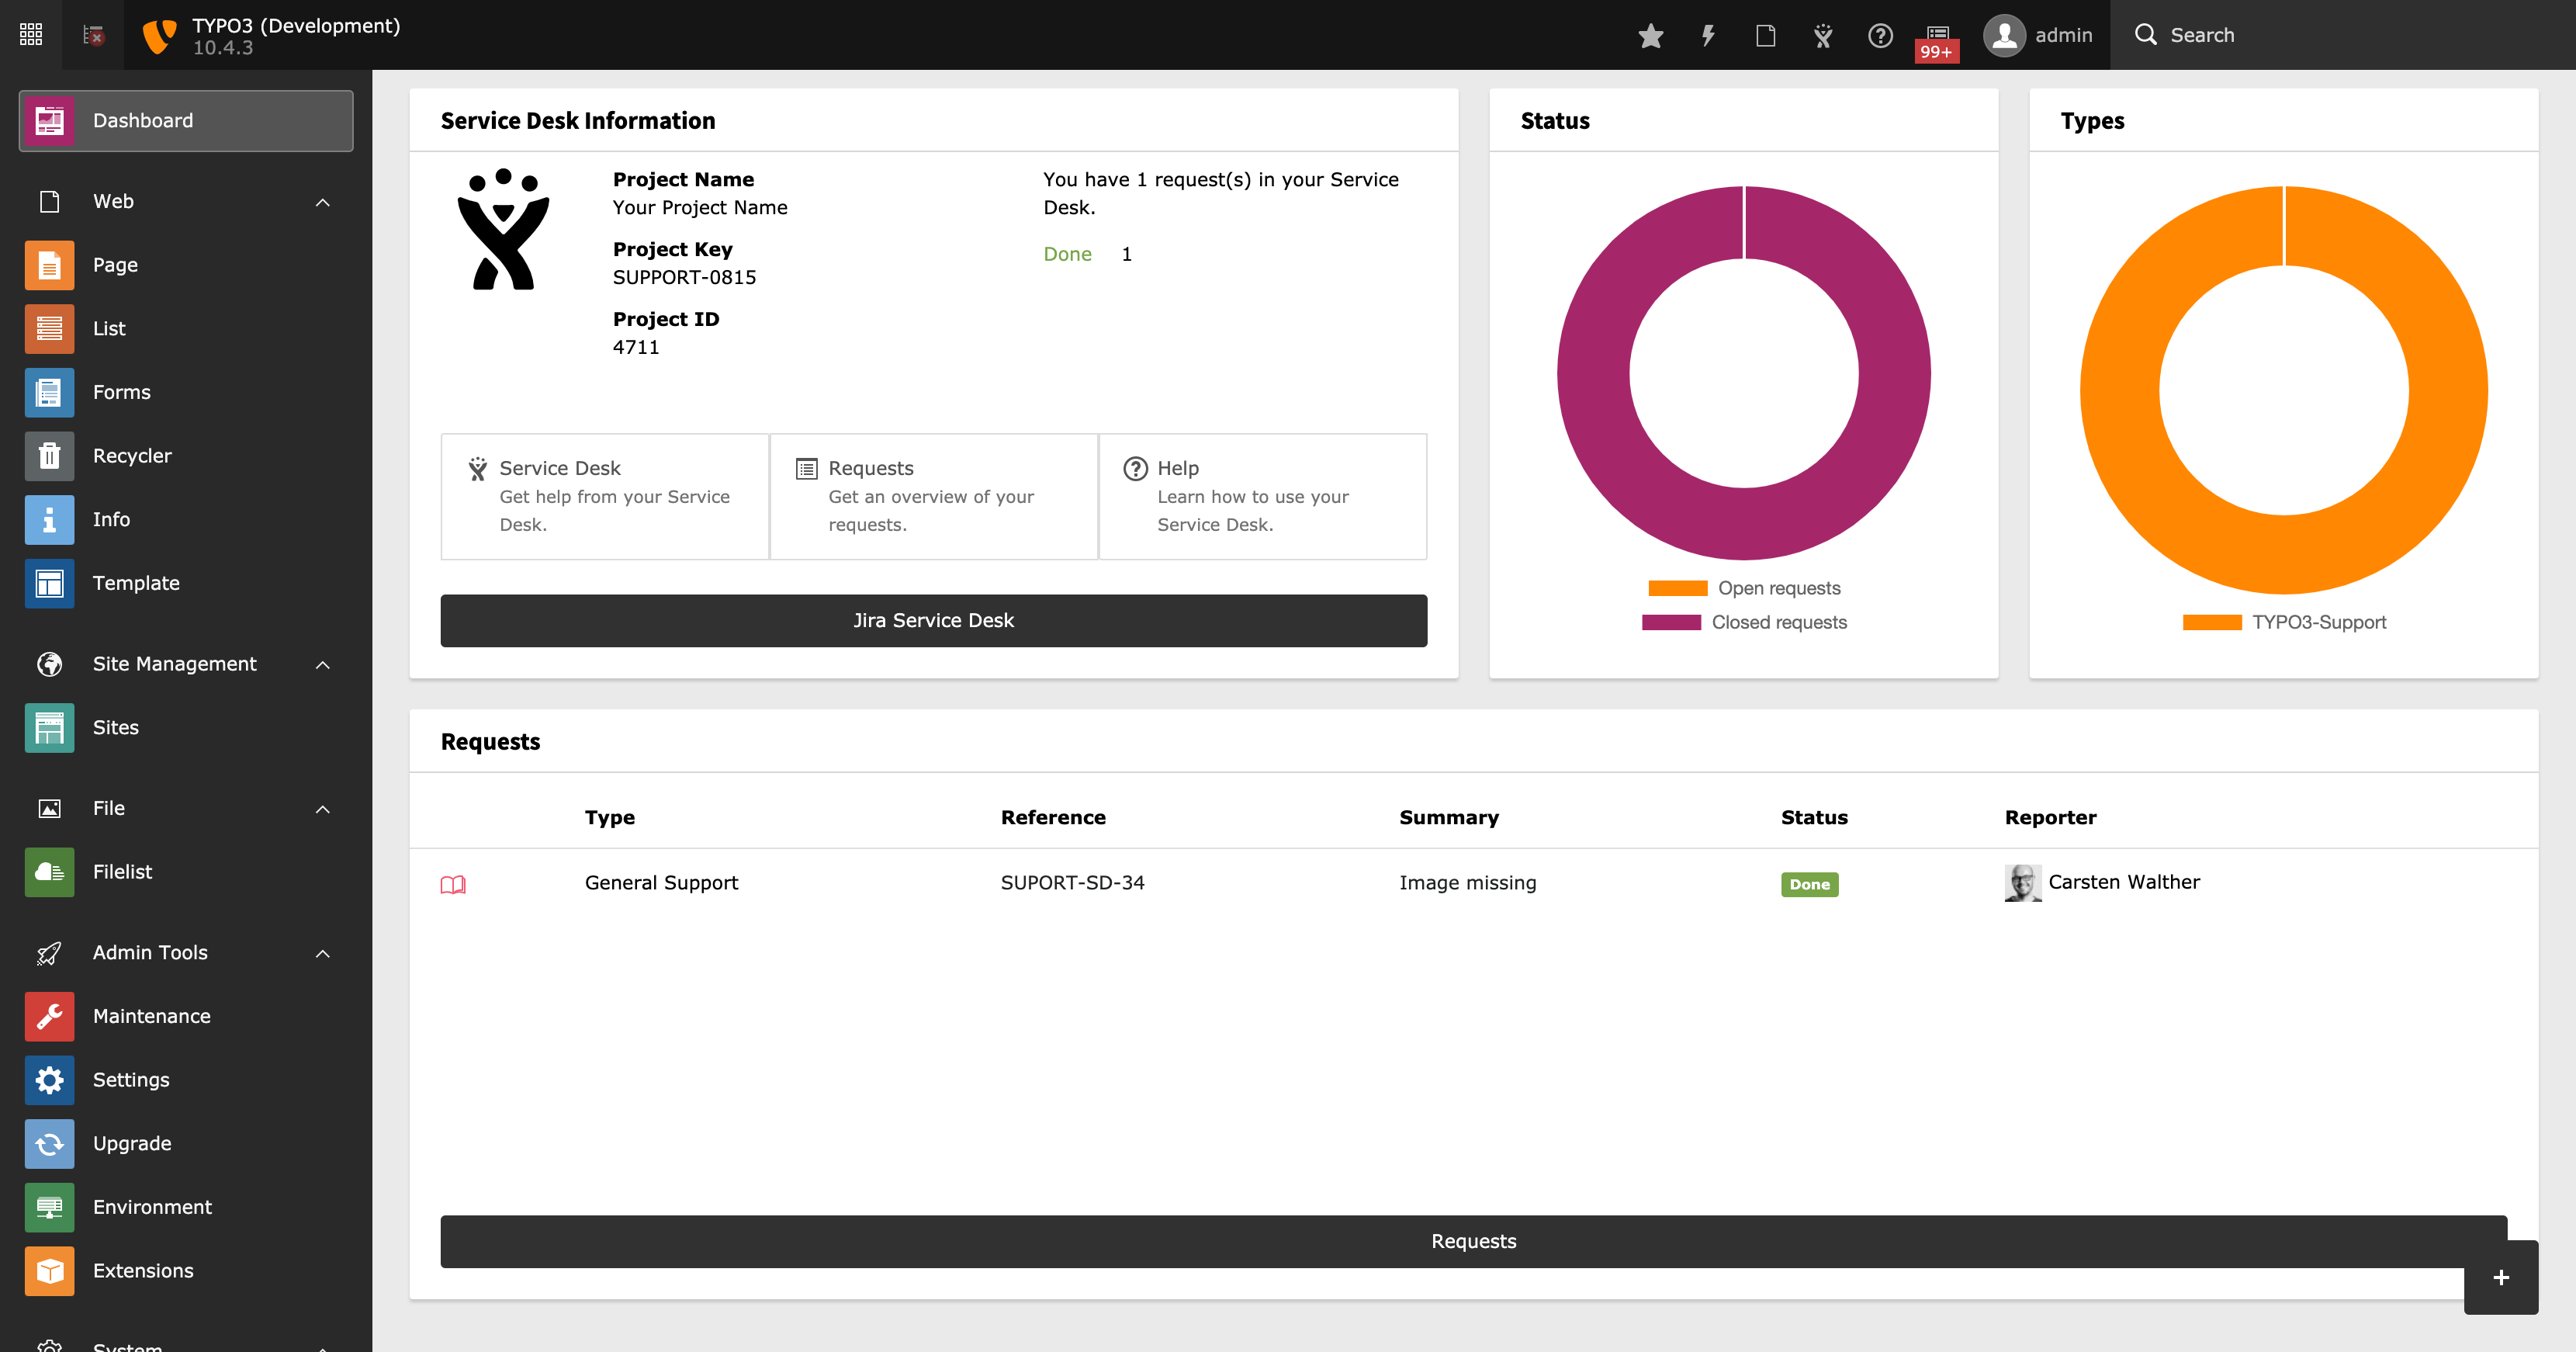 TYPO3 (Development)
10.4.3
99+
admin
Search
Dashboard
Web
Page
List
Forms
Recycler
Info
Template
Site Management
Sites
File
Filelist
Admin Tools
Maintenance
Settings
Upgrade
Environment
Extensions
System
Service Desk Information
Project Name
Your Project Name
Project Key
SUPPORT-0815
Project ID
4711
You have 1 request(s) in your Service
Desk.
Done 1
Service Desk
Get help from your Service
Desk.
Requests
Get an overview of your
requests.
Help
Learn how to use your
Service Desk.
Jira Service Desk
Status
Open requests
Closed requests
Types
TYPO3-Support
Requests
Type Reference Summary Status Reporter
General Support SUPORT-SD-34 Image missing Done Carsten Walther
Requests
+